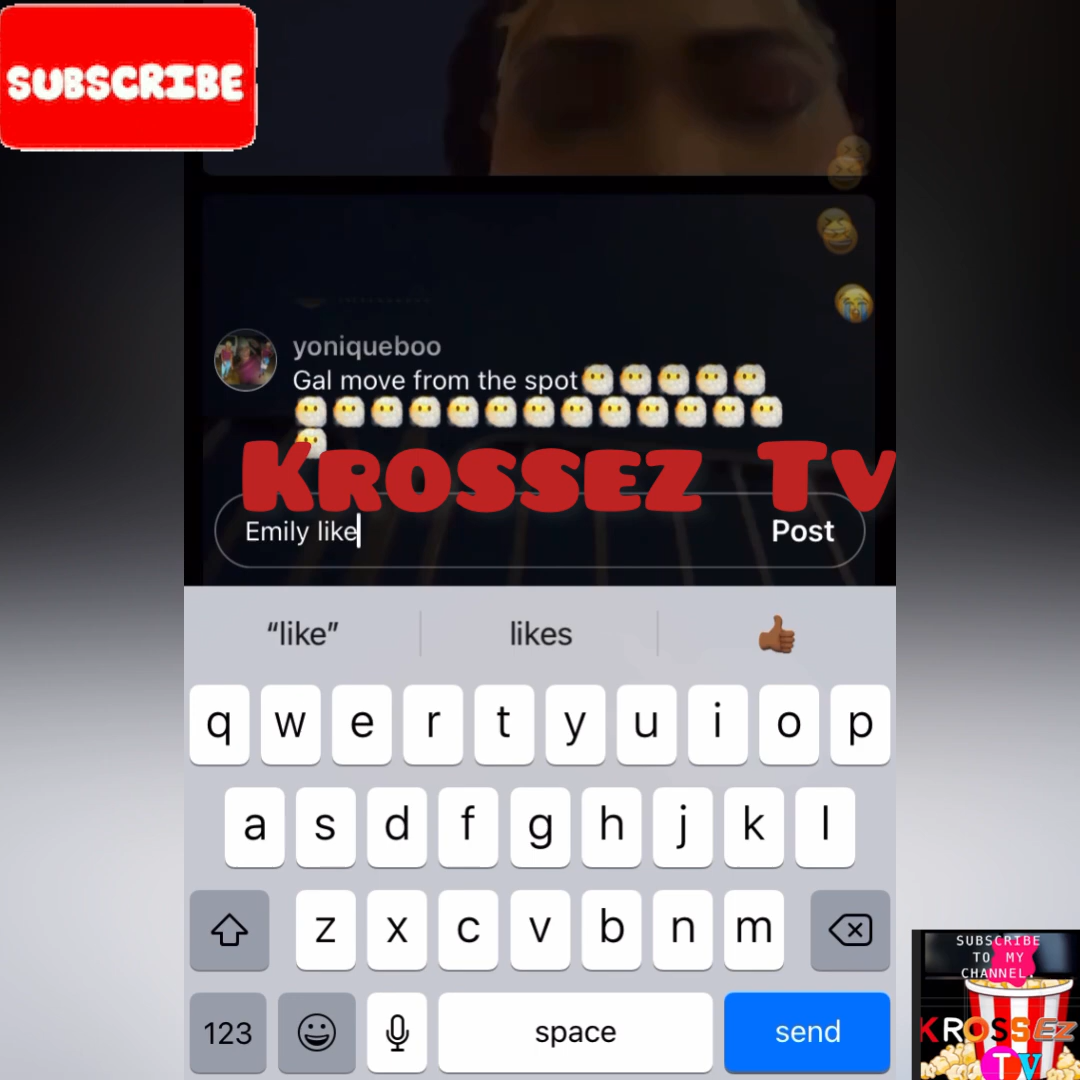 SUBSCRIBE
yoniqueboo
Gal move from the spot
KROSSEZ TV
Emily like
Post
“like”
likes
q w e r t y u i o p
a s d f g h j k l
z x c v b n m
123
space
send
SUBSCRIBE
TO MY
CHANNEL.
KROSSEz
TV